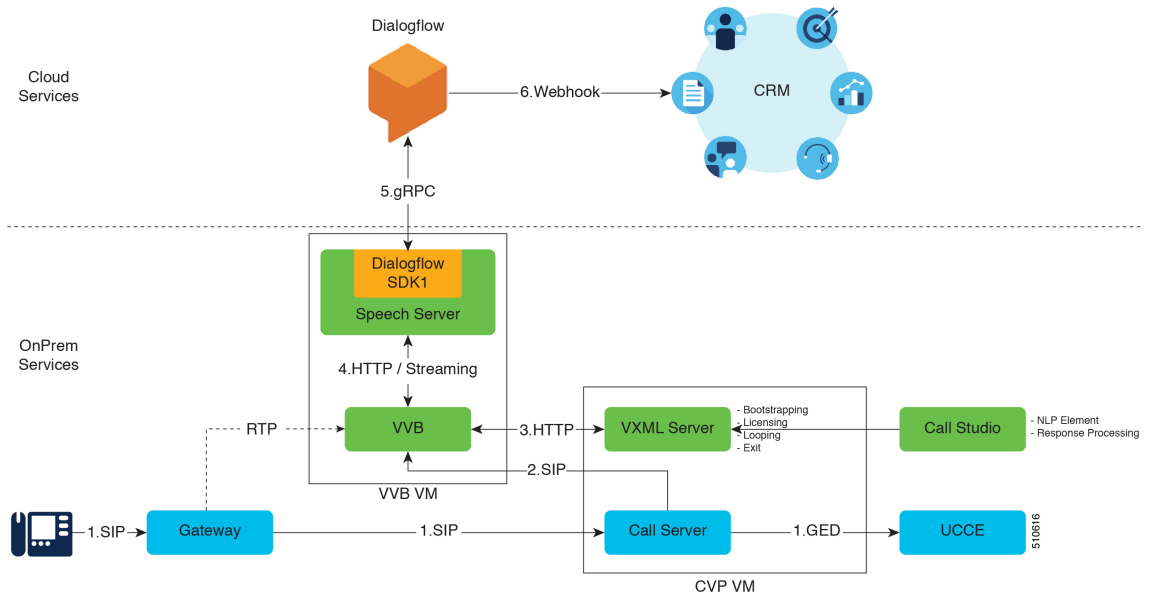 Dialogflow
Cloud
Services
6.Webhook
CRM
5.gRPC
Dialogflow
SDK1
Speech Server
OnPrem
Services
4.HTTP / Streaming
RTP
VVB
3.HTTP
VXML Server
- Bootstrapping
- Licensing
- Looping
- Exit
Call Studio
- NLP Element
- Response Processing
2.SIP
VVB VM
1.SIP
Gateway
1.SIP
Call Server
1.GED
UCCE
510616
CVP VM